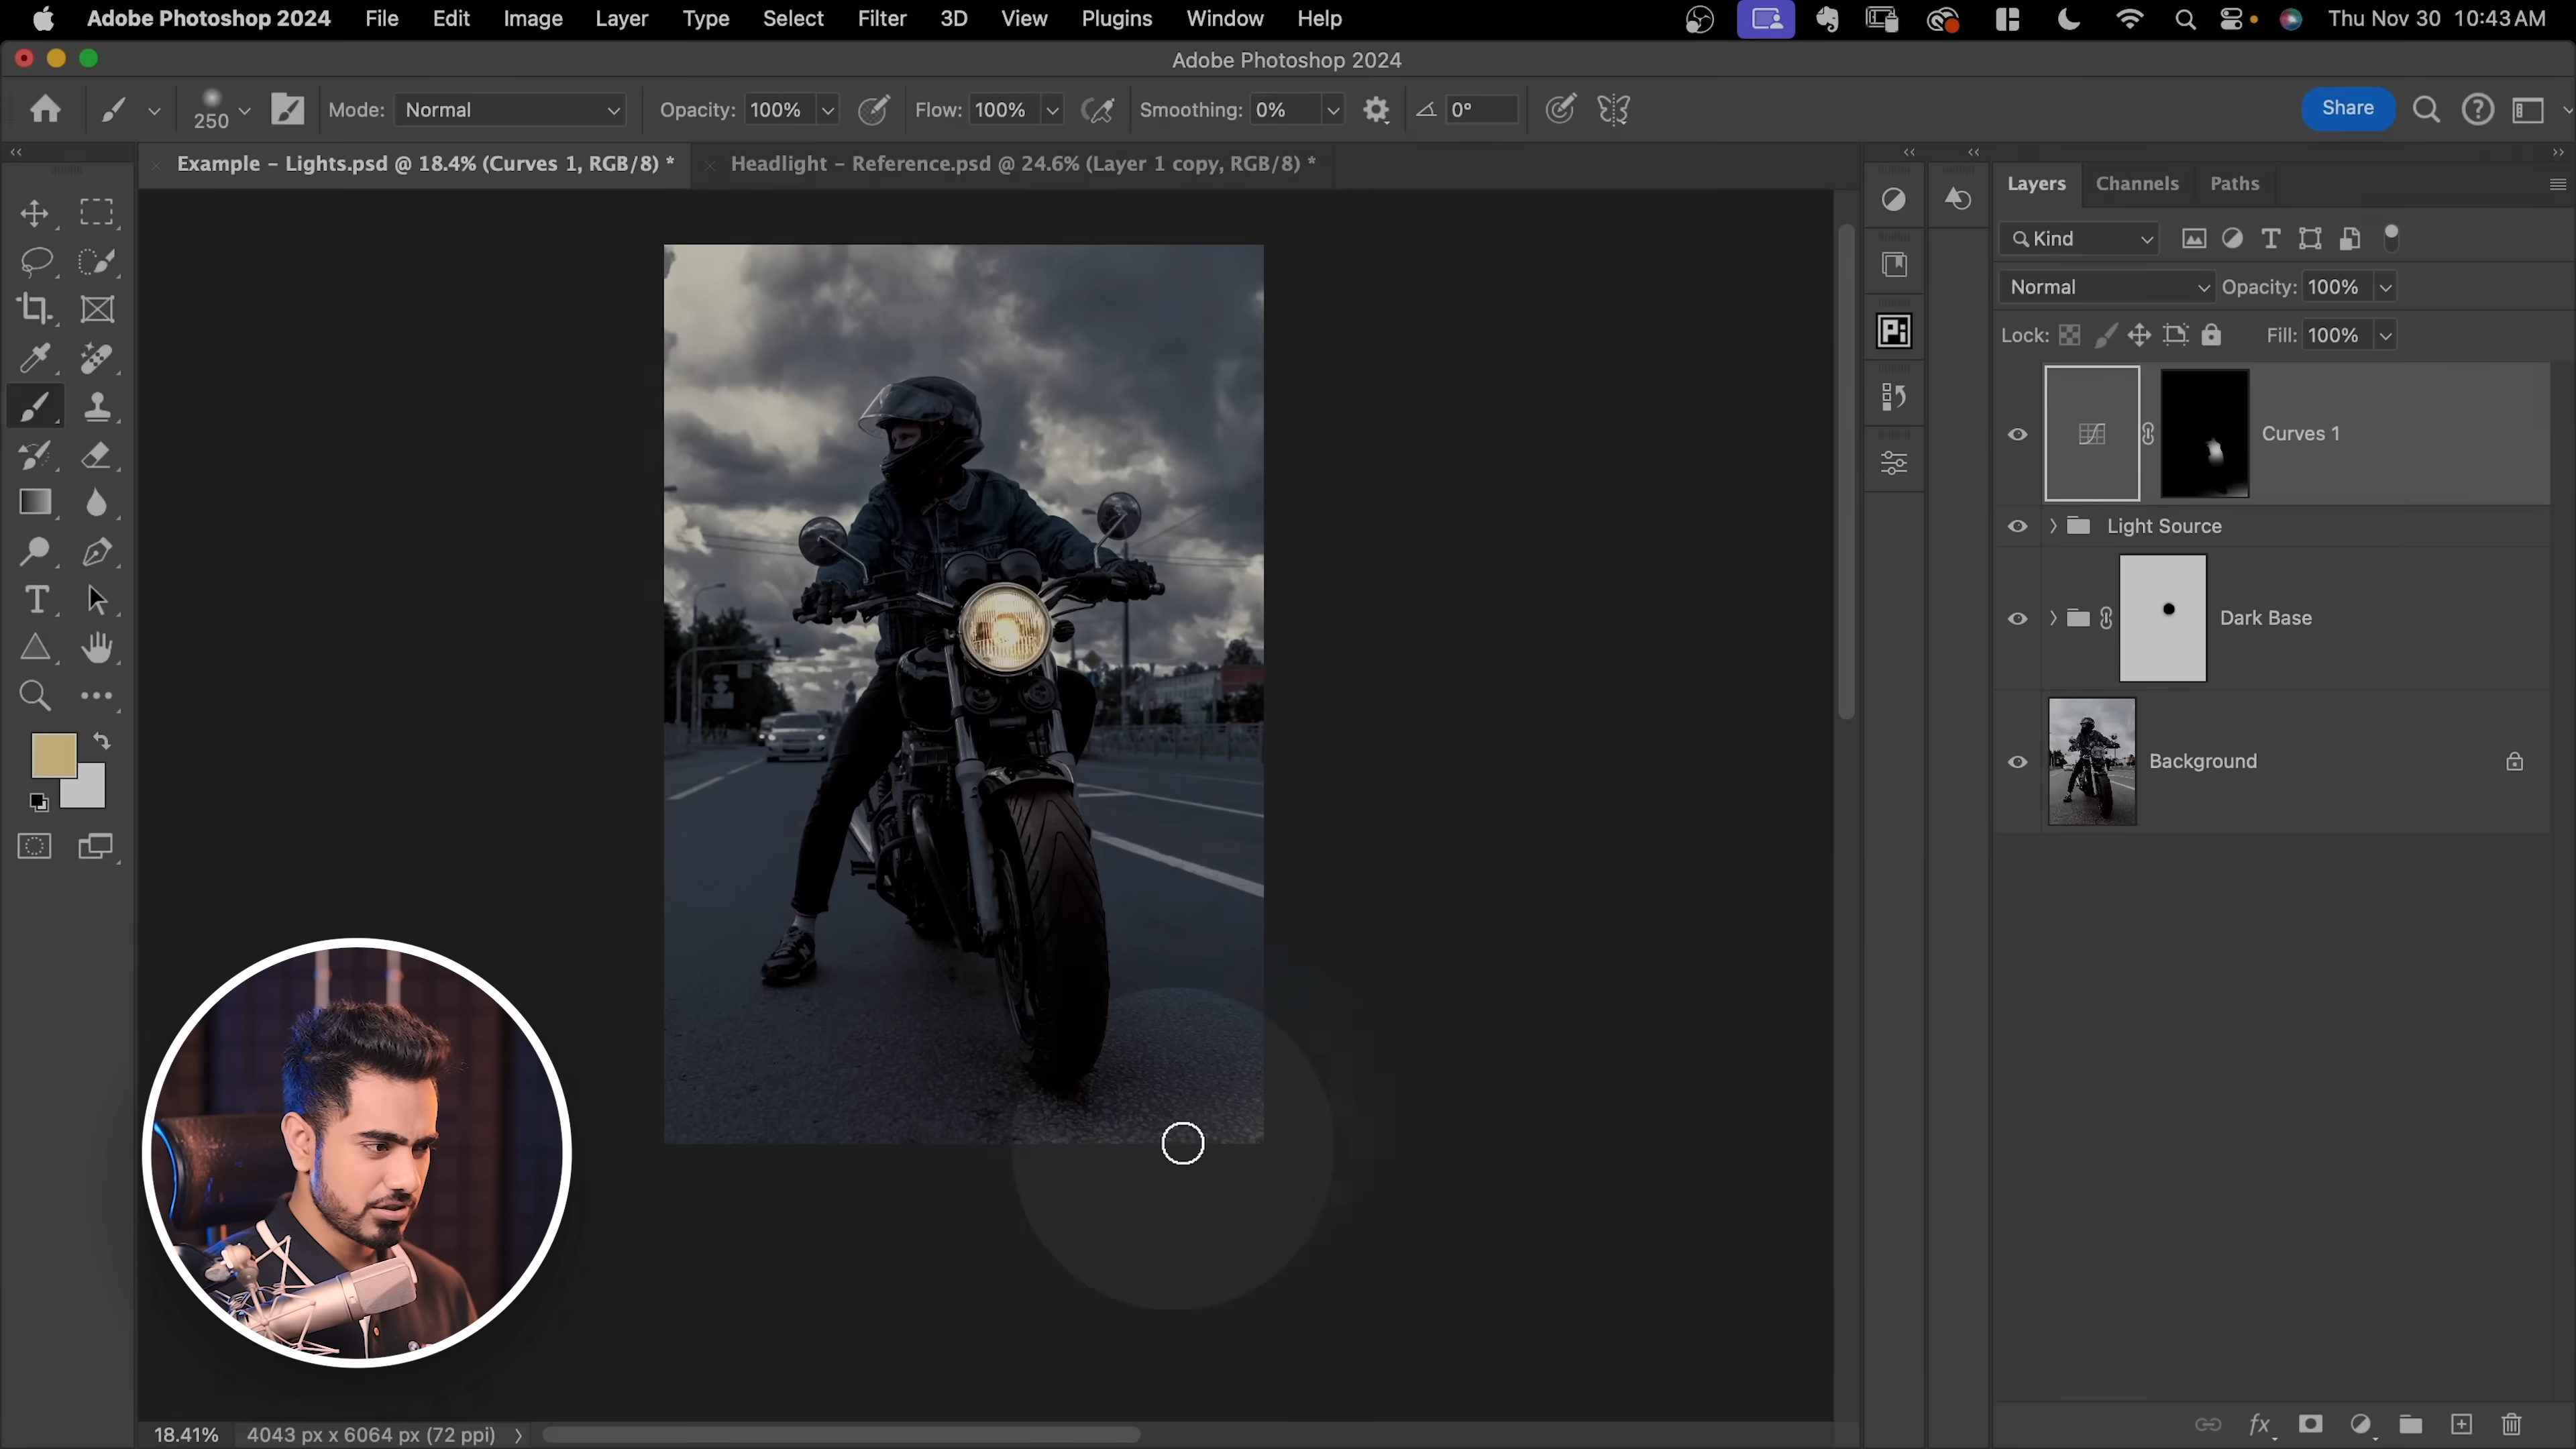 Adobe Photoshop 2024 File Edit Image Layer Type Select Filter 3D View Plugins Window Help Thu Nov 30 10:43 AM
Adobe Photoshop 2024
250 Mode: Normal Opacity: 100% Flow: 100% Smoothing: 0% 0° Share
Example – Lights.psd @ 18.4% (Curves 1, RGB/8) * Headlight – Reference.psd @ 24.6% (Layer 1 copy, RGB/8) *
Layers Channels Paths
Kind
Normal Opacity: 100%
Lock: Fill: 100%
Curves 1
Light Source
Dark Base
Background
18.41% 4043 px x 6064 px (72 ppi)